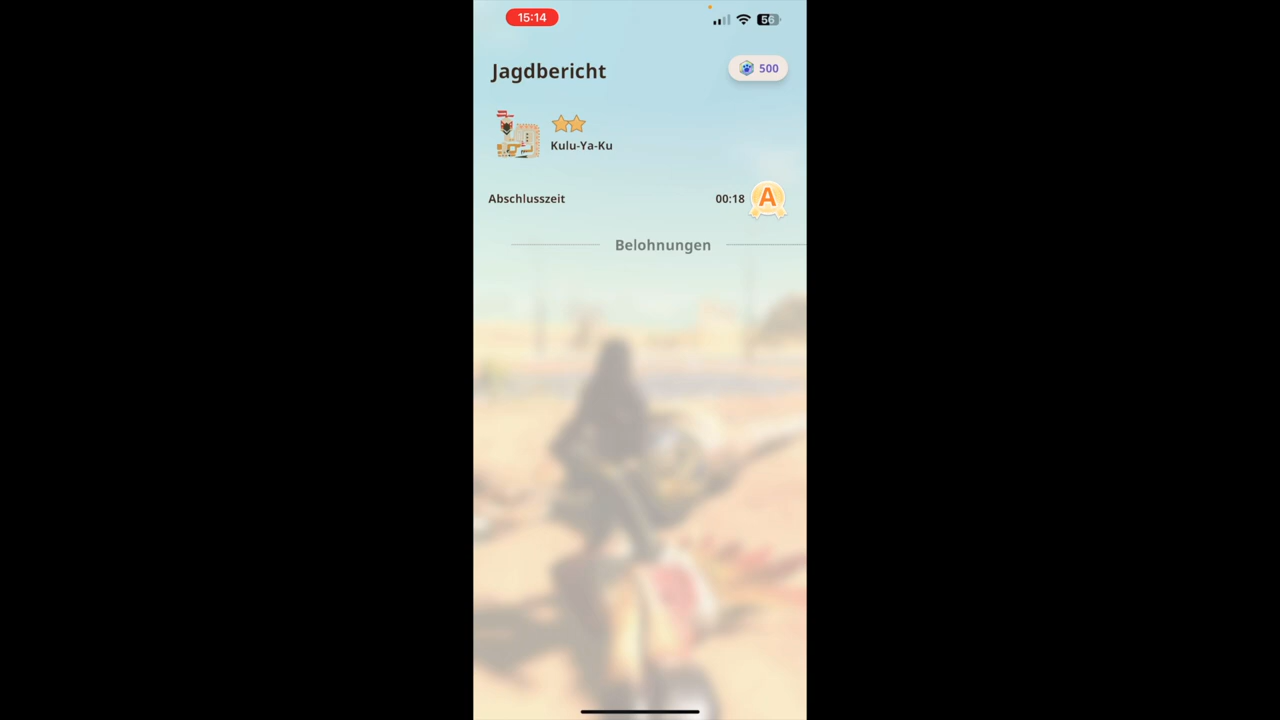 15:14
56
Jagdbericht
500
Kulu-Ya-Ku
Abschlusszeit
00:18
A
Belohnungen